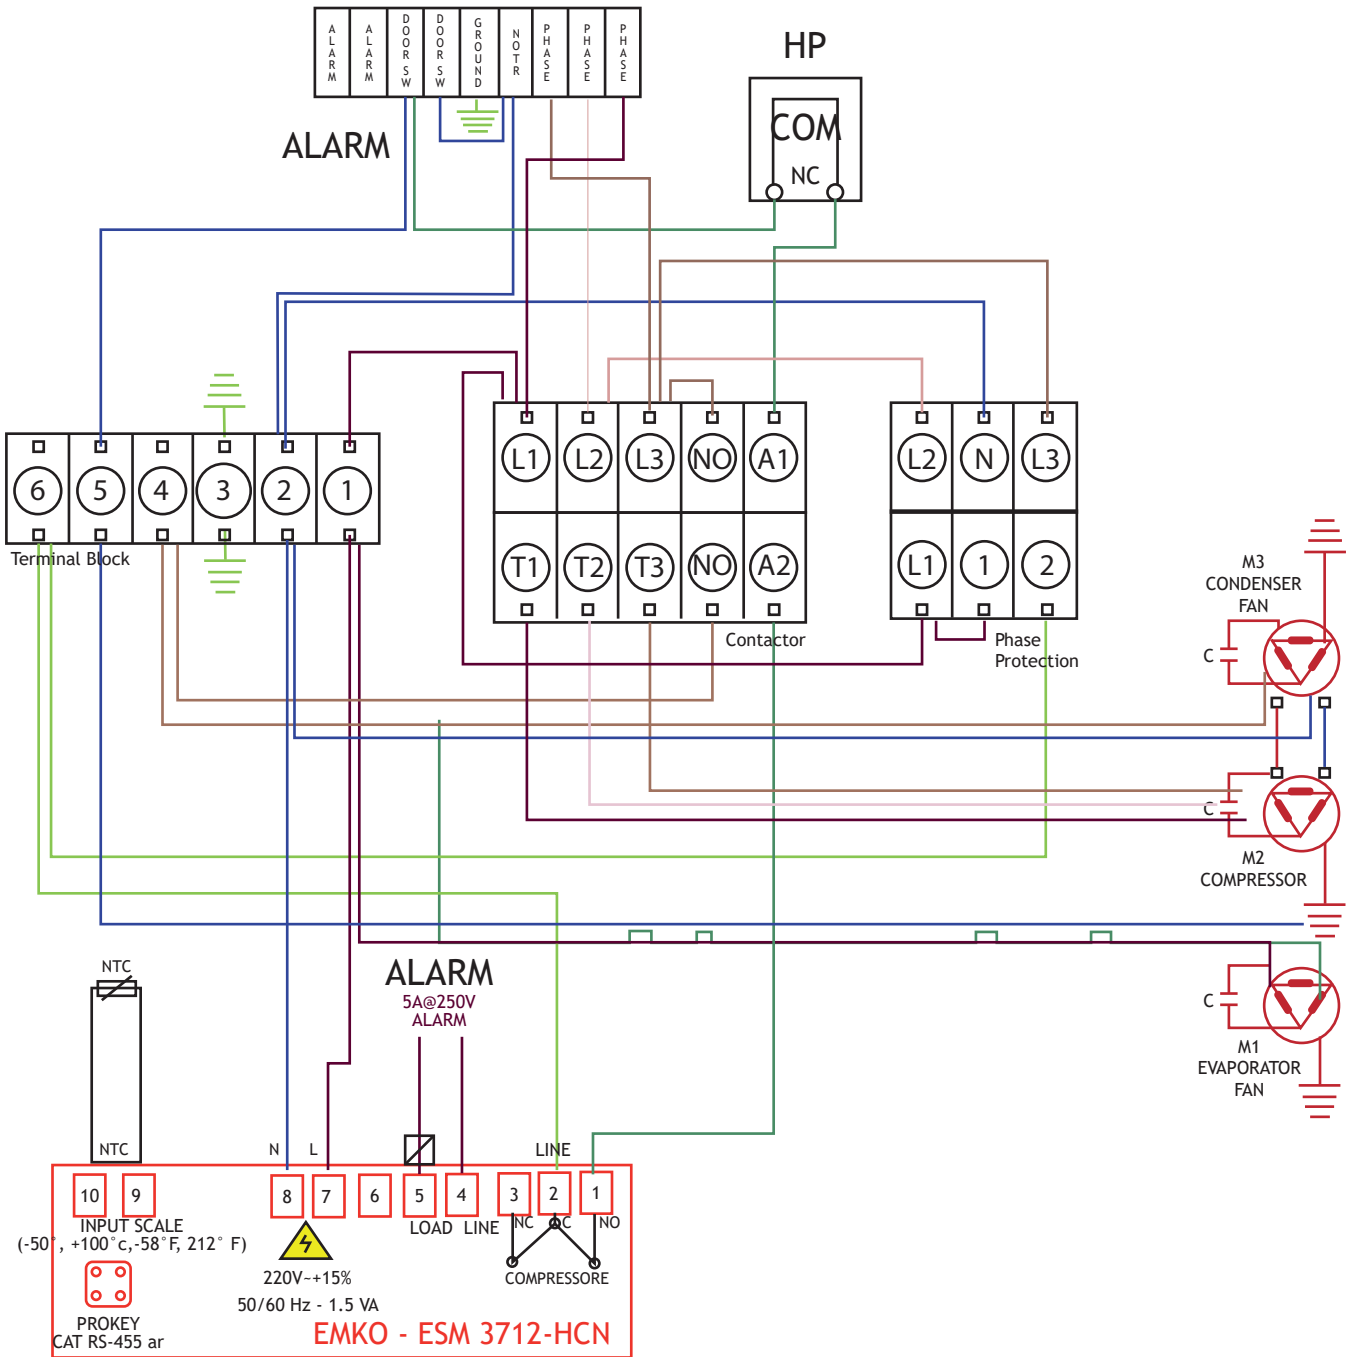 ALARM
ALARM
DOOR SW
DOOR SW
GROUND
NOTR
PHASE
PHASE
PHASE
ALARM
HP
COM
NC
6
5
4
3
2
1
Terminal Block
L1
L2
L3
NO
A1
T1
T2
T3
NO
A2
Contactor
L2
N
L3
L1
1
2
Phase
Protection
M3
CONDENSER
FAN
C
C
M2
COMPRESSOR
C
M1
EVAPORATOR
FAN
NTC
NTC
ALARM
5A@250V
ALARM
N
L
LINE
10
9
8
7
6
5
4
3
2
1
INPUT SCALE
(-50°, +100°c,-58°F, 212° F)
LOAD
LINE
NC
C
NO
COMPRESSORE
220V~+15%
50/60 Hz - 1.5 VA
PROKEY
CAT RS-455 ar
EMKO - ESM 3712-HCN